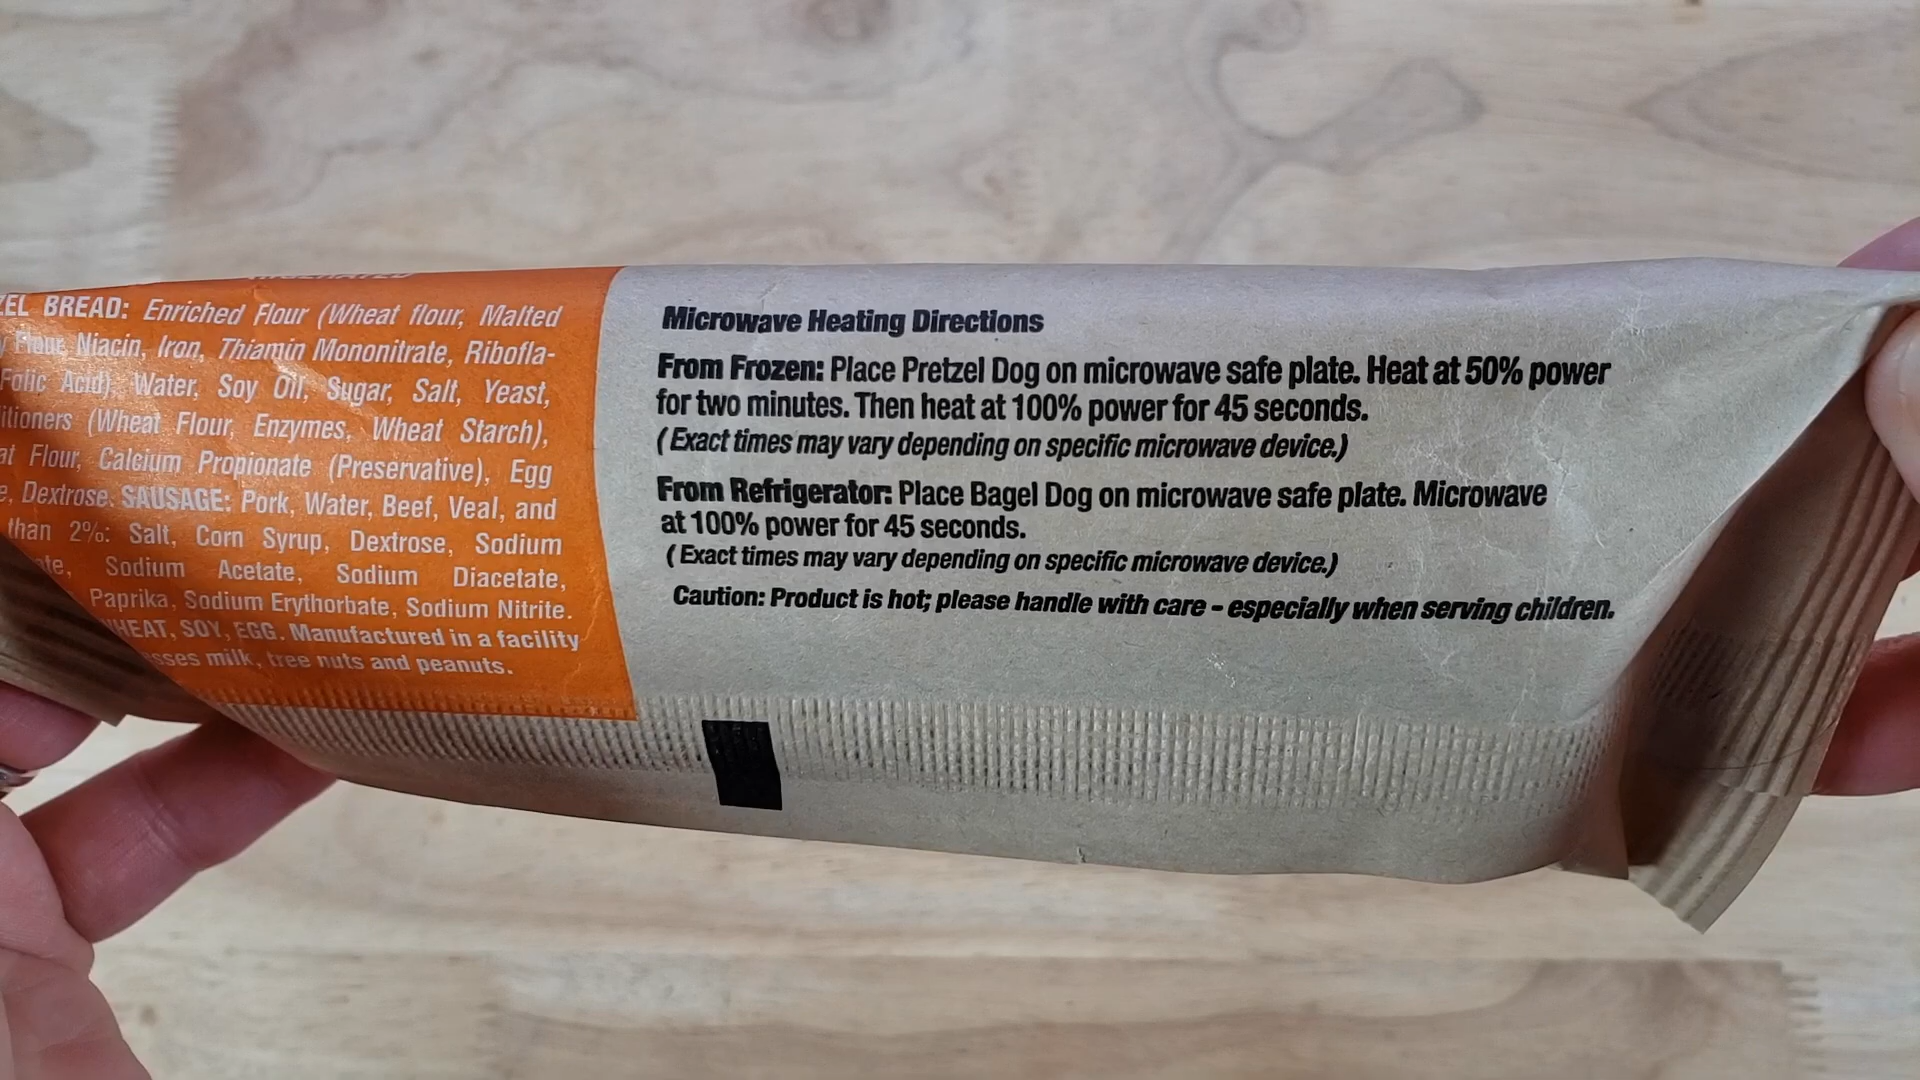 ZEL BREAD: Enriched Flour (Wheat flour, Malted
Flour, Niacin, Iron, Thiamin Mononitrate, Ribofla-
Folic Acid), Water, Soy Oil, Sugar, Salt, Yeast,
itioners (Wheat Flour, Enzymes, Wheat Starch),
at Flour, Calcium Propionate (Preservative), Egg
e, Dextrose. SAUSAGE: Pork, Water, Beef, Veal, and
than 2%: Salt, Corn Syrup, Dextrose, Sodium
ate, Sodium Acetate, Sodium Diacetate,
Paprika, Sodium Erythorbate, Sodium Nitrite.
WHEAT, SOY, EGG. Manufactured in a facility
sses milk, tree nuts and peanuts.
Microwave Heating Directions
From Frozen: Place Pretzel Dog on microwave safe plate. Heat at 50% power
for two minutes. Then heat at 100% power for 45 seconds.
(Exact times may vary depending on specific microwave device.)
From Refrigerator: Place Bagel Dog on microwave safe plate. Microwave
at 100% power for 45 seconds.
(Exact times may vary depending on specific microwave device.)
Caution: Product is hot; please handle with care - especially when serving children.